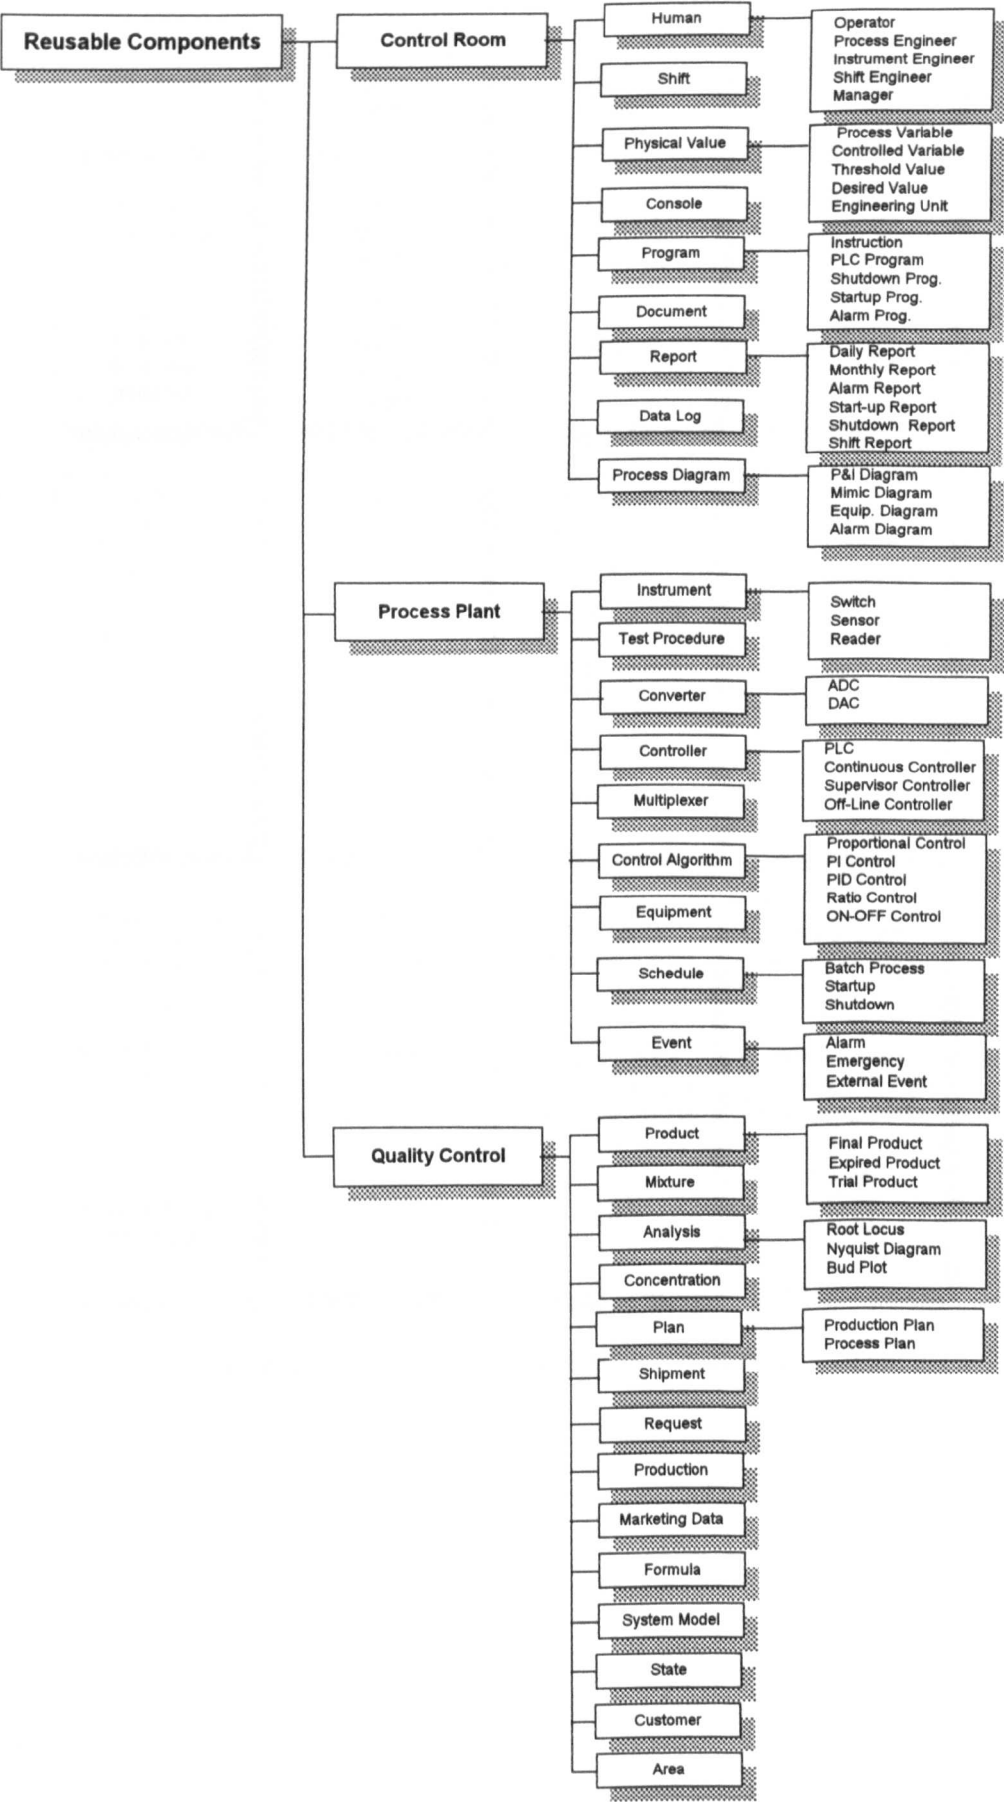 Reusable Components
Control Room
Human
Operator
Process Engineer
Instrument Engineer
Shift Engineer
Manager
Shift
Physical Value
Process Variable
Controlled Variable
Threshold Value
Desired Value
Engineering Unit
Console
Program
Instruction
PLC Program
Shutdown Prog.
Startup Prog.
Alarm Prog.
Document
Report
Daily Report
Monthly Report
Alarm Report
Start-up Report
Shutdown Report
Shift Report
Data Log
Process Diagram
P&I Diagram
Mimic Diagram
Equip. Diagram
Alarm Diagram
Process Plant
Instrument
Switch
Sensor
Reader
Test Procedure
Converter
ADC
DAC
Controller
PLC
Continuous Controller
Supervisor Controller
Off-Line Controller
Multiplexer
Control Algorithm
Proportional Control
PI Control
PID Control
Ratio Control
ON-OFF Control
Equipment
Schedule
Batch Process
Startup
Shutdown
Event
Alarm
Emergency
External Event
Quality Control
Product
Final Product
Expired Product
Trial Product
Mixture
Analysis
Root Locus
Nyquist Diagram
Bud Plot
Concentration
Plan
Production Plan
Process Plan
Shipment
Request
Production
Marketing Data
Formula
System Model
State
Customer
Area